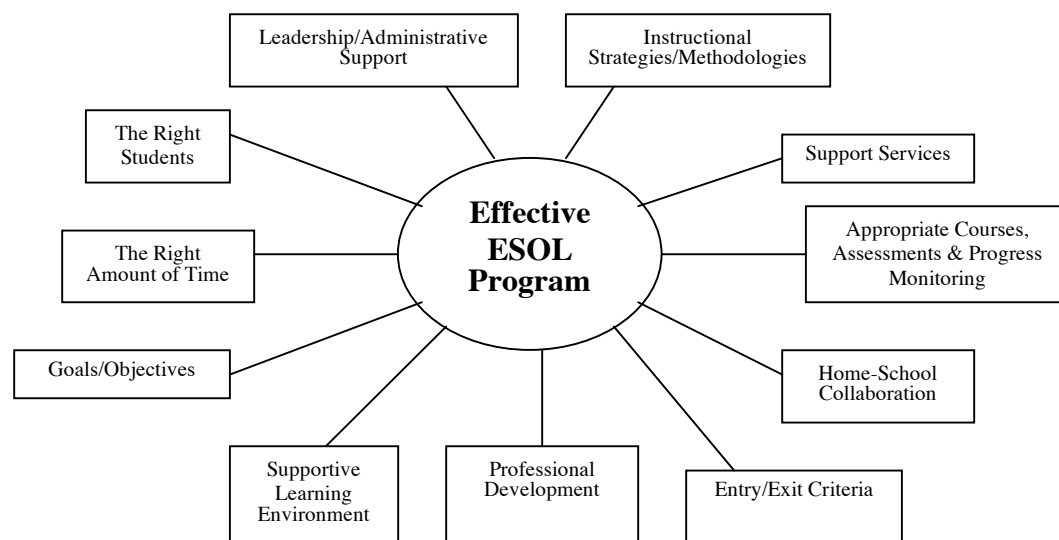 Leadership/Administrative
Support
Instructional
Strategies/Methodologies
The Right
Students
Support Services
Effective
ESOL
Program
Appropriate Courses,
Assessments & Progress
Monitoring
The Right
Amount of Time
Goals/Objectives
Home-School
Collaboration
Supportive
Learning
Environment
Professional
Development
Entry/Exit Criteria